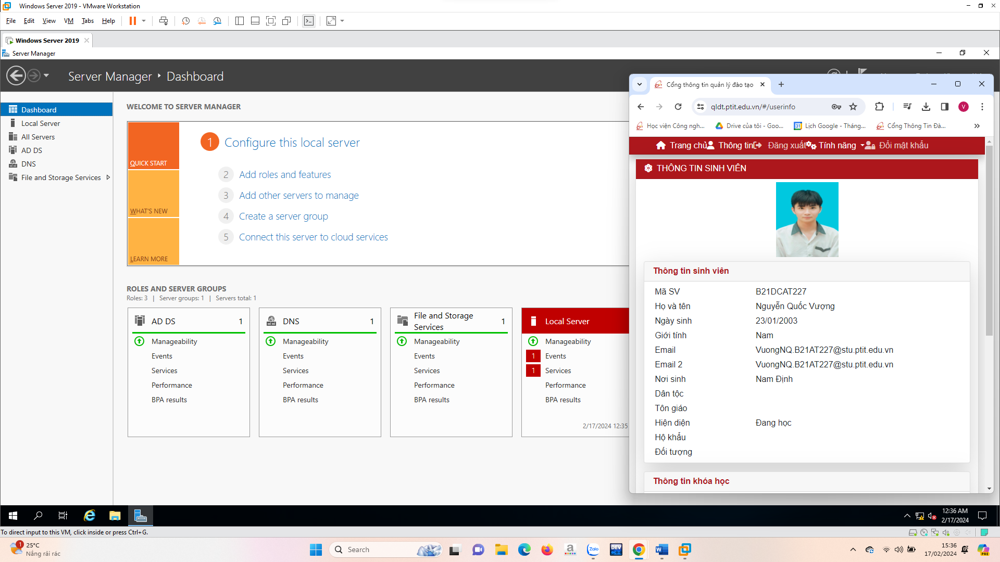 Windows Server 2019 - VMware Workstation
File Edit View VM Tabs Help
Windows Server 2019
Server Manager
Server Manager Dashboard
Dashboard
Local Server
All Servers
AD DS
DNS
File and Storage Services
WELCOME TO SERVER MANAGER
QUICK START
WHAT'S NEW
LEARN MORE
1 Configure this local server
2 Add roles and features
3 Add other servers to manage
4 Create a server group
5 Connect this server to cloud services
ROLES AND SERVER GROUPS
Roles: 3 | Server groups: 1 | Servers total: 1
AD DS 1
Manageability
Events
Services
Performance
BPA results
DNS 1
Manageability
Events
Services
Performance
BPA results
File and Storage
Services 1
Manageability
Events
Services
Performance
BPA results
Local Server
Manageability
1 Events
1 Services
Performance
BPA results
2/17/2024 12:35
Cổng thông tin quản lý đào tạo
qldt.ptit.edu.vn/#/userinfo
V
Học viện Công ngh... Drive của tôi - Goo... 31 Lịch Google - Tháng... Cổng Thông Tin Đà...
Trang chủ Thông tin Đăng xuất Tính năng Đổi mật khẩu
THÔNG TIN SINH VIÊN
Thông tin sinh viên
Mã SV B21DCAT227
Họ và tên Nguyễn Quốc Vượng
Ngày sinh 23/01/2003
Giới tính Nam
Email VuongNQ.B21AT227@stu.ptit.edu.vn
Email 2 VuongNQ.B21AT227@stu.ptit.edu.vn
Nơi sinh Nam Định
Dân tộc
Tôn giáo
Hiện diện Đang học
Hộ khẩu
Đối tượng
Thông tin khóa học
12:36 AM
2/17/2024
To direct input to this VM, click inside or press Ctrl+G.
1
25°C
Nắng rải rác
Search
a
Zalo
DEV
W
PRE
15:36
17/02/2024